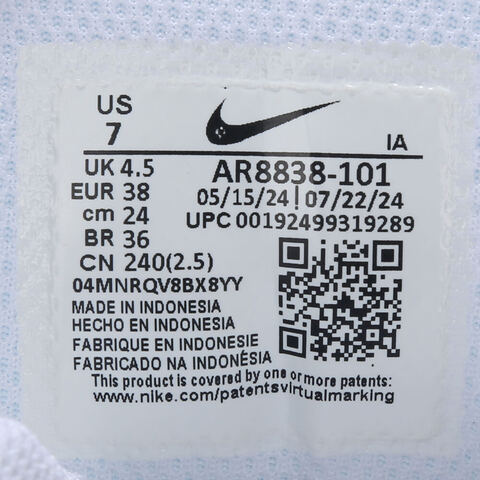 US
7
IA
UK 4.5
EUR 38
cm 24
BR 36
CN 240(2.5)
AR8838-101
05/15/24|07/22/24
UPC 00192499319289
04MNRQV8BX8YY
MADE IN INDONESIA
HECHO EN INDONESIA
FABRIQUE EN INDONESIE
FABRICADO NA INDONÉSIA
This product is covered by one or more patents:
www.nike.com/patentsvirtualmarking